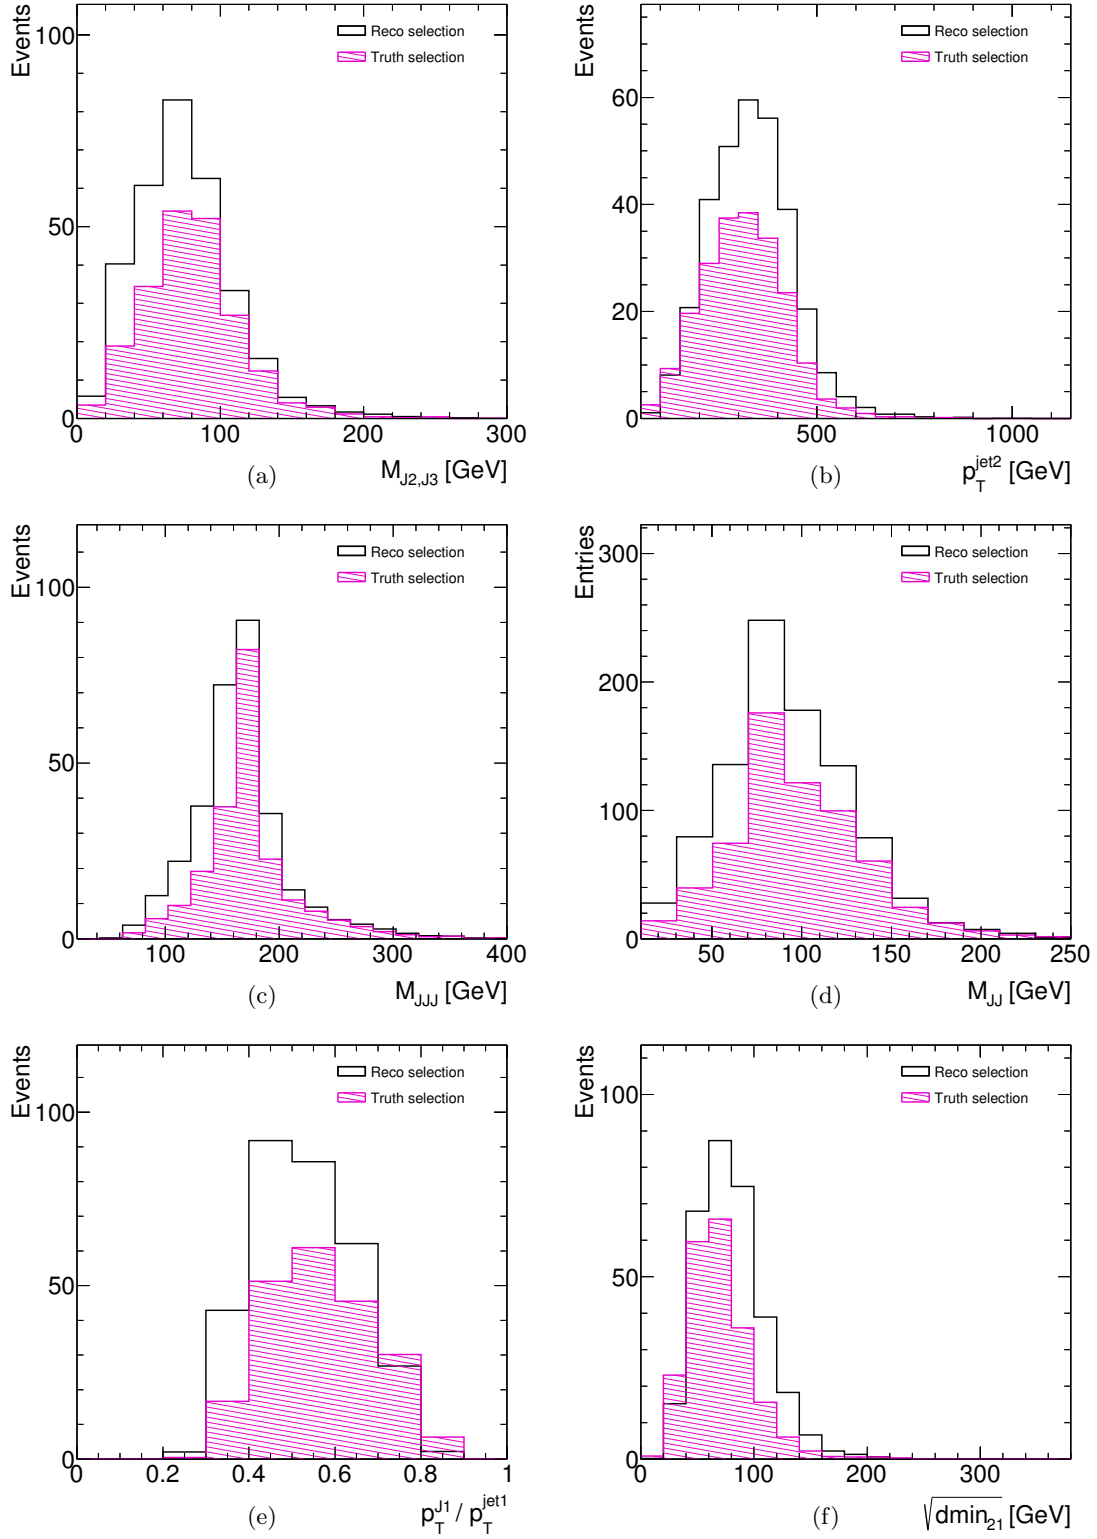 Events
Reco selection
Truth selection
100
50
0
0 100 200 300
M_J2,J3 [GeV]
(a)
Events
Reco selection
Truth selection
60
40
20
0
500 1000
p_T^jet2 [GeV]
(b)
Events
Reco selection
Truth selection
100
50
0
100 200 300 400
M_JJJ [GeV]
(c)
Entries
Reco selection
Truth selection
300
200
100
0
50 100 150 200 250
M_JJ [GeV]
(d)
Events
Reco selection
Truth selection
100
50
0
0 0.2 0.4 0.6 0.8 1
p_T^J1 / p_T^jet1
(e)
Events
Reco selection
Truth selection
100
50
0
0 100 200 300
√dmin_21 [GeV]
(f)